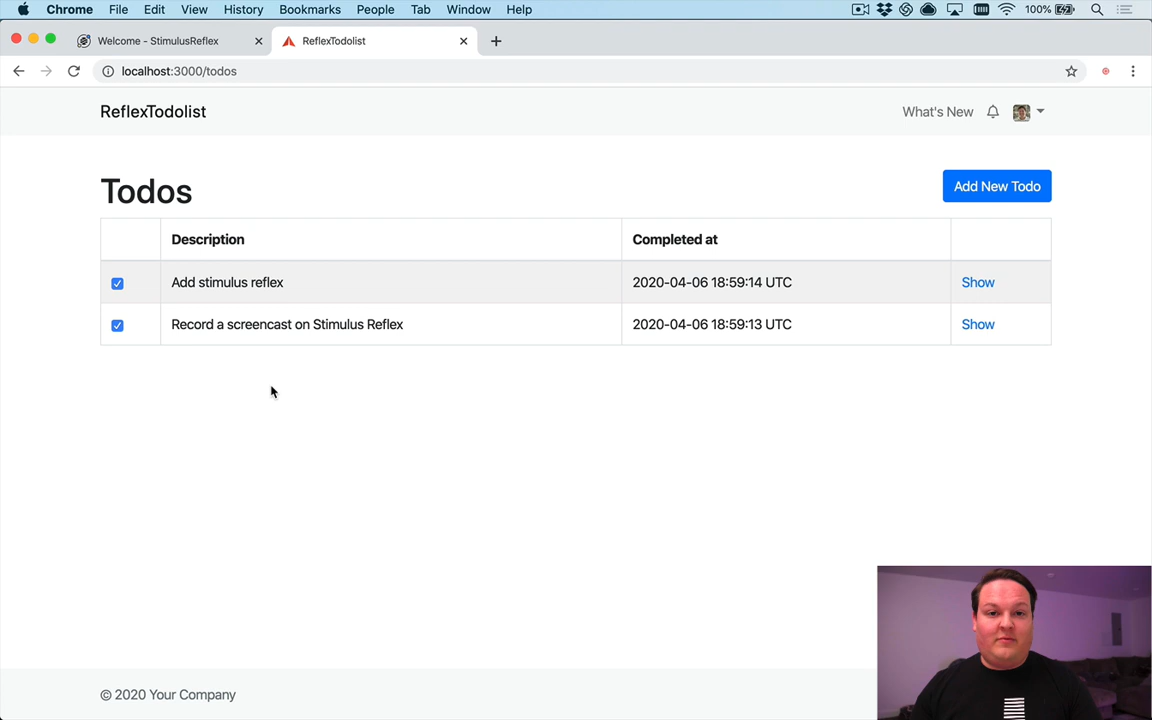 Chrome File Edit View History Bookmarks People Tab Window Help 100%
Welcome - StimulusReflex ReflexTodolist
localhost:3000/todos
ReflexTodolist What's New
Todos Add New Todo
Description Completed at
Add stimulus reflex 2020-04-06 18:59:14 UTC Show
Record a screencast on Stimulus Reflex 2020-04-06 18:59:13 UTC Show
© 2020 Your Company